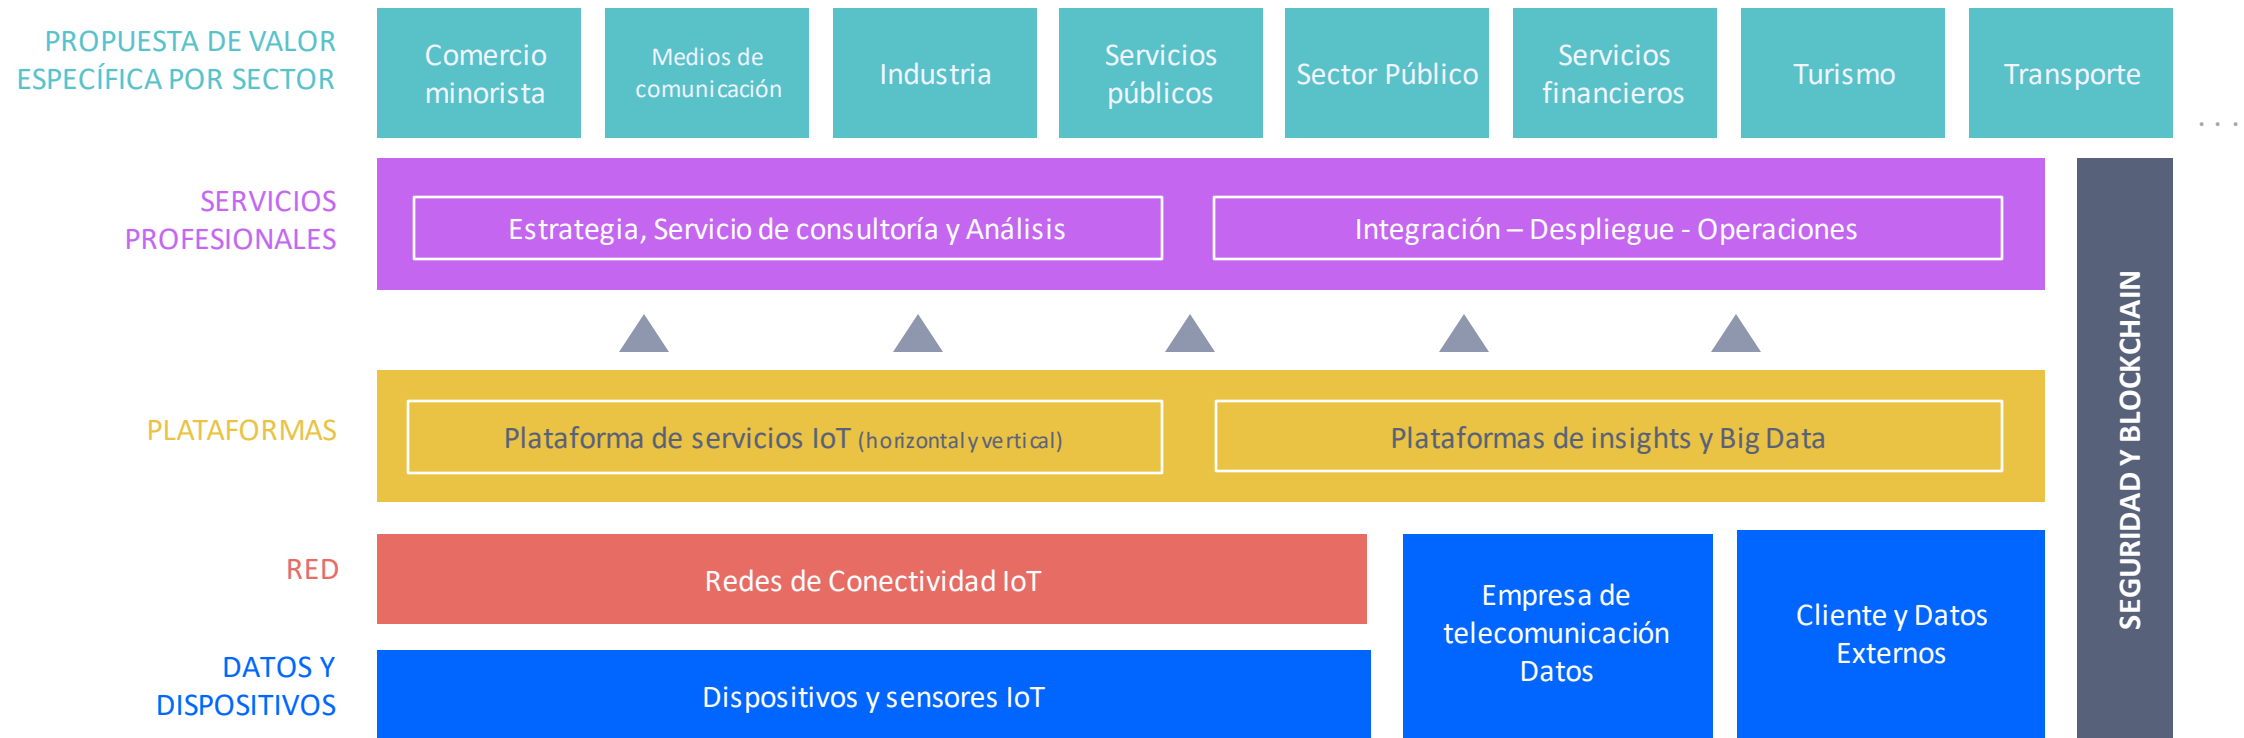 PROPUESTA DE VALOR
ESPECÍFICA POR SECTOR
Comercio
minorista
Medios de
comunicación
Industria
Servicios
públicos
Sector Público
Servicios
financieros
Turismo
Transporte
. . .
SERVICIOS
PROFESIONALES
Estrategia, Servicio de consultoría y Análisis
Integración – Despliegue - Operaciones
PLATAFORMAS
Plataforma de servicios IoT (horizontal y vertical)
Plataformas de insights y Big Data
RED
Redes de Conectividad IoT
DATOS Y
DISPOSITIVOS
Dispositivos y sensores IoT
Empresa de
telecomunicación
Datos
Cliente y Datos
Externos
SEGURIDAD Y BLOCKCHAIN